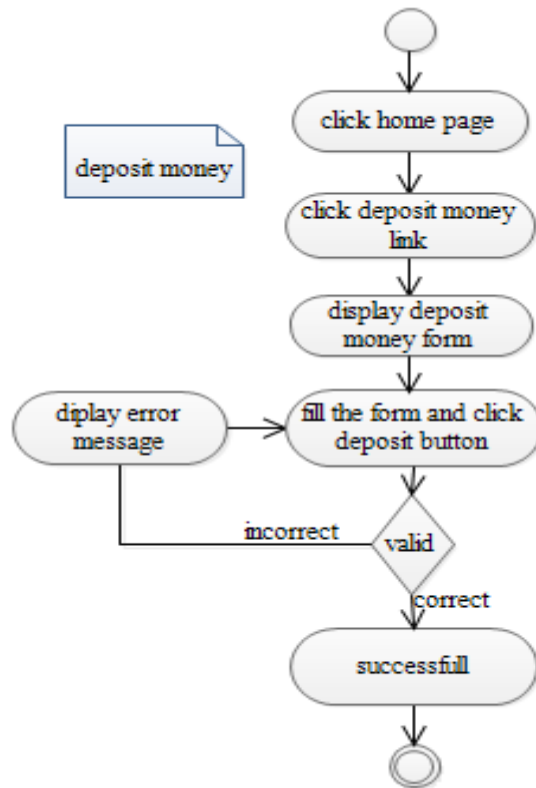 click home page
deposit money
click deposit money
link
display deposit
money form
diplay error
message
fill the form and click
deposit button
incorrect
valid
correct
successfull